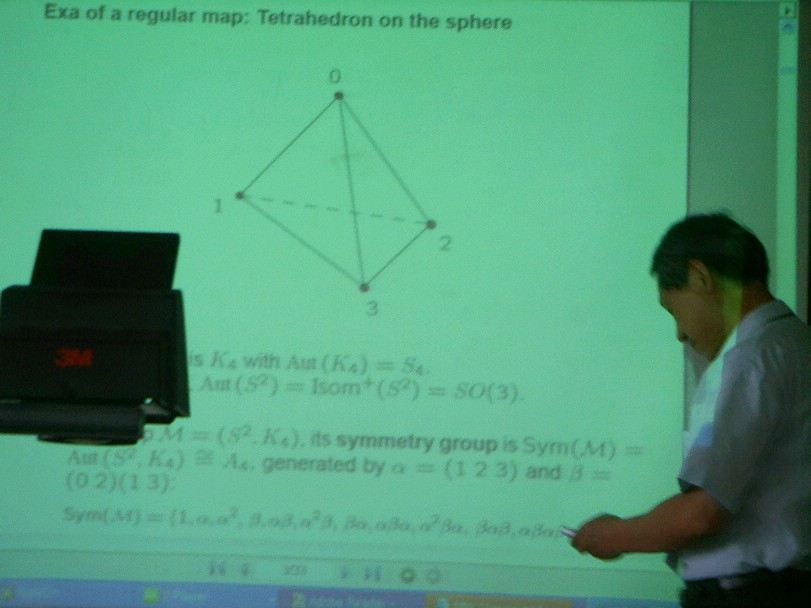 Exa of a regular map: Tetrahedron on the sphere
0
1
2
3
3M
is K₄ with Aut (K₄) = S₄.
Aut (S²) = Isom⁺(S²) = SO(3).
M = (S², K₄), its symmetry group is Sym(M) =
Aut (S², K₄) ≅ A₄, generated by α = (1 2 3) and β =
(0 2)(1 3):
Sym(M) = {1, α, α², β, αβ, α²β, βα, αβα, α²βα, βαβ,
Adobe Reader -